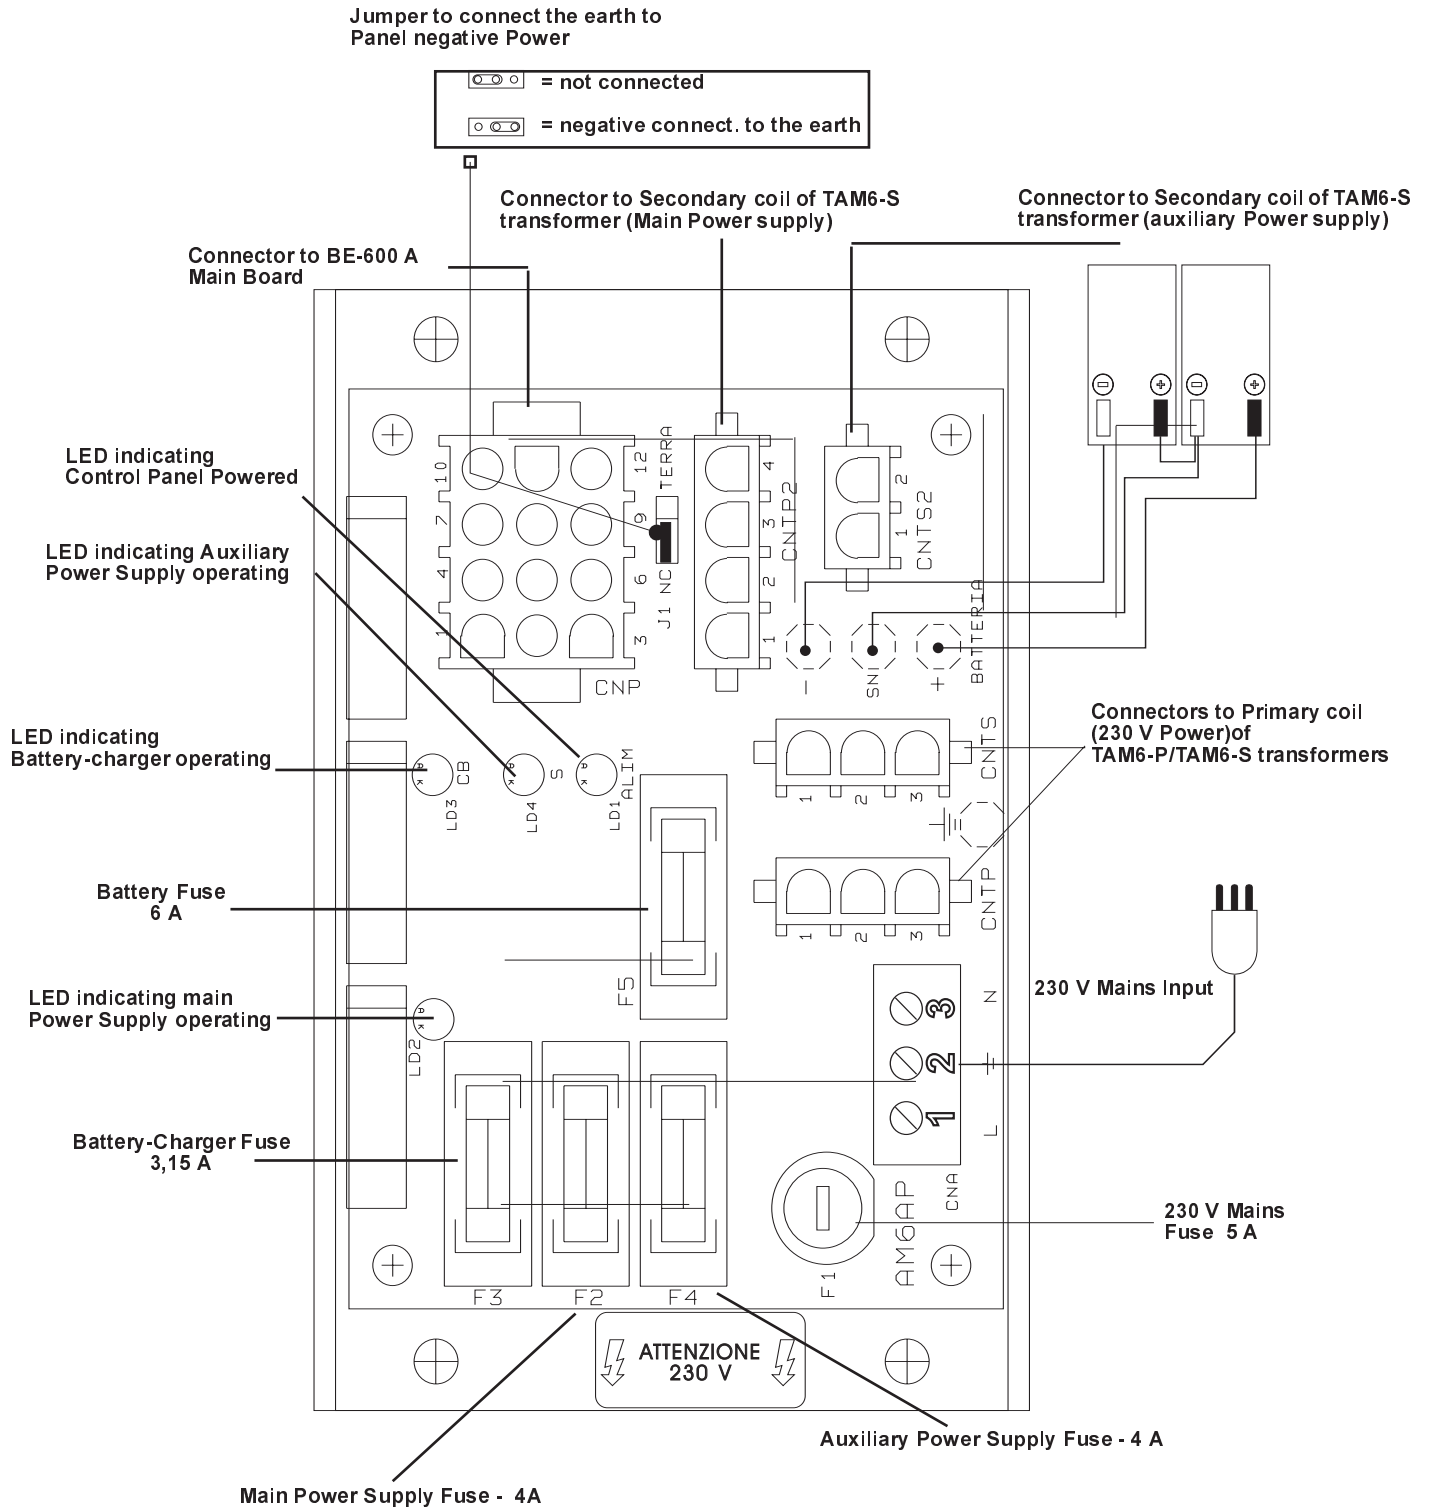 Jumper to connect the earth to
Panel negative Power
= not connected
= negative connect. to the earth
Connector to Secondary coil of TAM6-S
transformer (Main Power supply)
Connector to Secondary coil of TAM6-S
transformer (auxiliary Power supply)
Connector to BE-600 A
Main Board
LED indicating
Control Panel Powered
LED indicating Auxiliary
Power Supply operating
10
7
4
1
12
9
6
3
TERRA
J1 NC
CNP
4
3
2
1
CNTP2
2
1
CNTS2
BATTERIA
–
SNI
+
Connectors to Primary coil
(230 V Power)of
TAM6-P/TAM6-S transformers
LED indicating
Battery-charger operating
A K
CB
LD3
A K
S
LD4
A K
ALIM
LD1
1 2 3
CNTS
1 2 3
CNTP
Battery Fuse
6 A
F5
LED indicating main
Power Supply operating
A K
LD2
230 V Mains Input
3
2
1
N
L
CNA
Battery-Charger Fuse
3,15 A
AM6AP
F1
230 V Mains
Fuse 5 A
F3
F2
F4
ATTENZIONE
230 V
Auxiliary Power Supply Fuse - 4 A
Main Power Supply Fuse - 4A